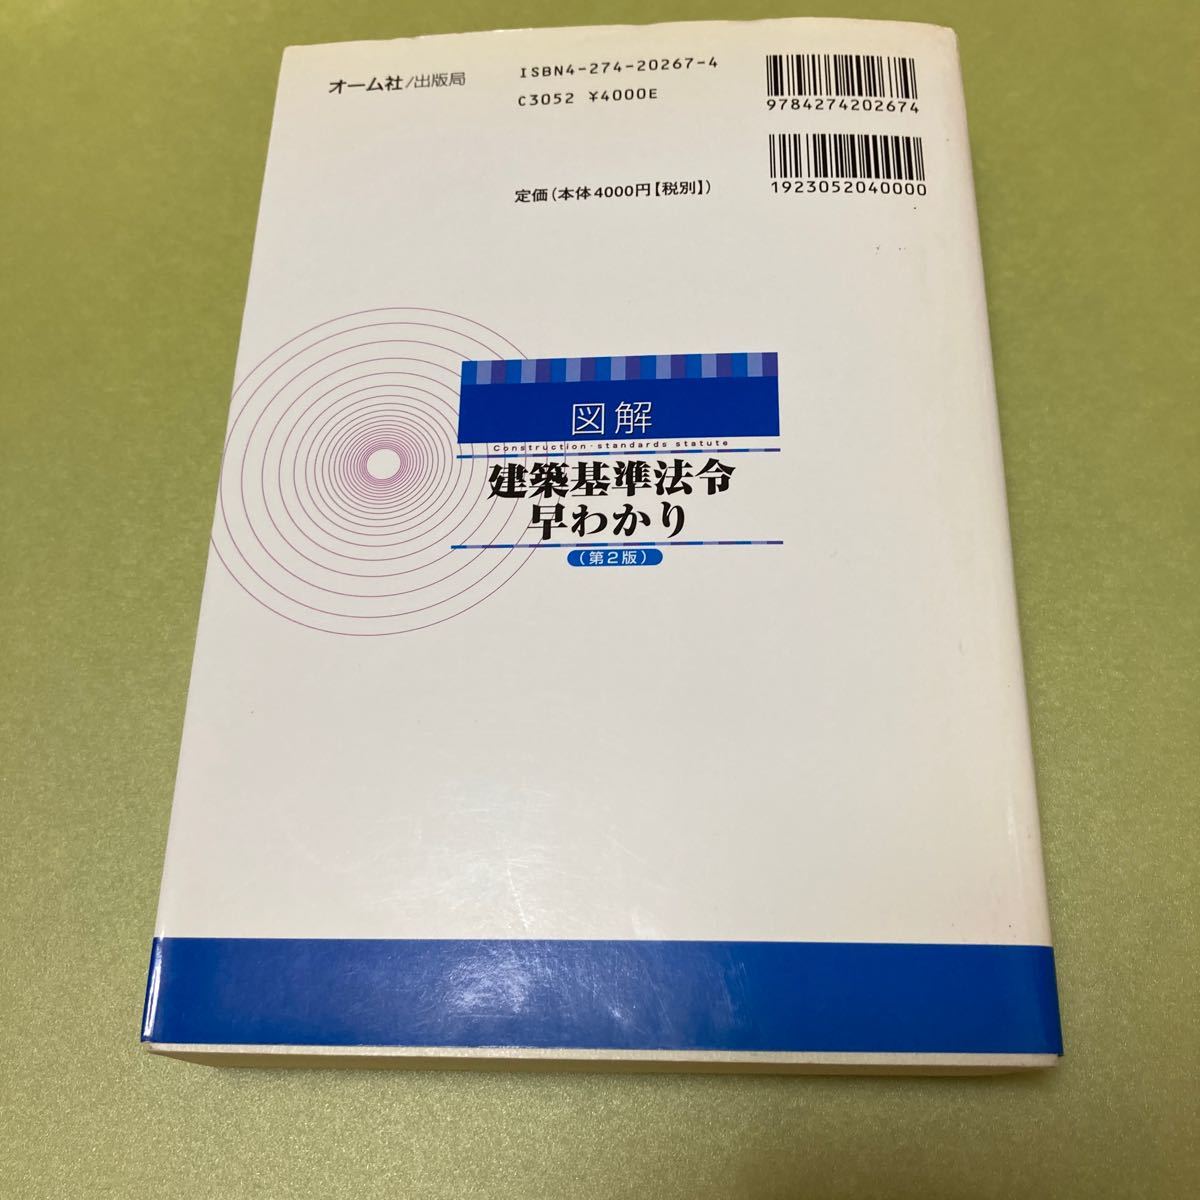 オーム社/出版局
ISBN4-274-20267-4
C3052 ¥4000E
定価(本体4000円【税別】)
9784274202674
1923052040000
図解
Construction・standards statute
建築基準法令
早わかり
(第2版)